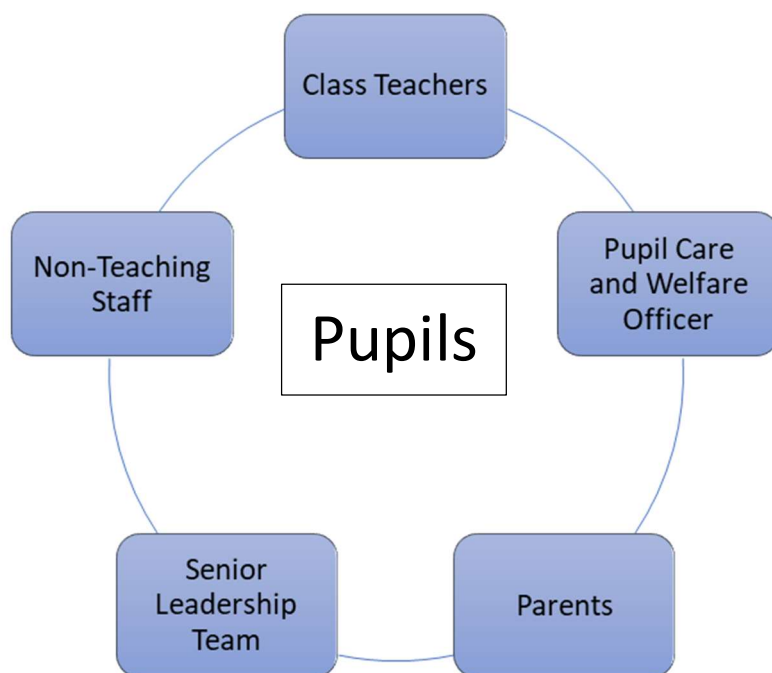 Class Teachers
Non-Teaching
Staff
Pupil Care
and Welfare
Officer
Pupils
Senior
Leadership
Team
Parents